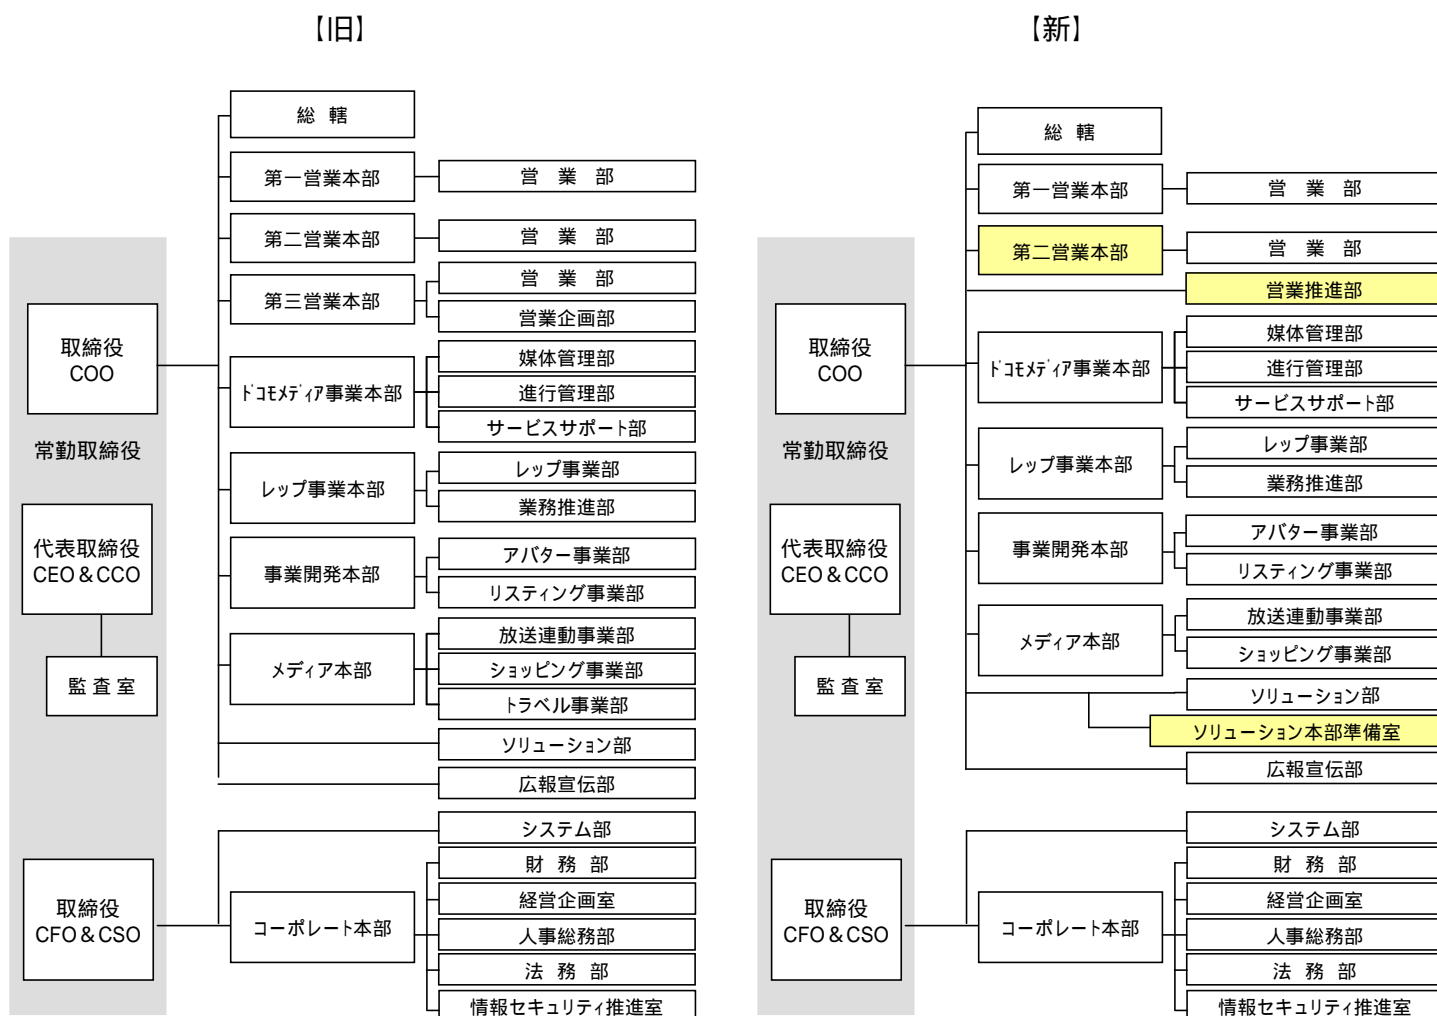 【旧】
総 轄
第一営業本部
営 業 部
第二営業本部
営 業 部
第三営業本部
営 業 部
営業企画部
取締役
COO
ﾄﾞｺﾓﾒﾃﾞｨｱ事業本部
媒体管理部
進行管理部
サービスサポート部
常勤取締役
レップ事業本部
レップ事業部
業務推進部
代表取締役
CEO＆CCO
事業開発本部
アバター事業部
リスティング事業部
監 査 室
メディア本部
放送連動事業部
ショッピング事業部
トラベル事業部
ソリューション部
広報宣伝部
システム部
取締役
CFO＆CSO
コーポレート本部
財 務 部
経営企画室
人事総務部
法 務 部
情報セキュリティ推進室
【新】
総 轄
第一営業本部
営 業 部
第二営業本部
営 業 部
営業推進部
取締役
COO
ﾄﾞｺﾓﾒﾃﾞｨｱ事業本部
媒体管理部
進行管理部
サービスサポート部
常勤取締役
レップ事業本部
レップ事業部
業務推進部
代表取締役
CEO＆CCO
事業開発本部
アバター事業部
リスティング事業部
監 査 室
メディア本部
放送連動事業部
ショッピング事業部
ソリューション部
ソリューション本部準備室
広報宣伝部
システム部
取締役
CFO＆CSO
コーポレート本部
財 務 部
経営企画室
人事総務部
法 務 部
情報セキュリティ推進室